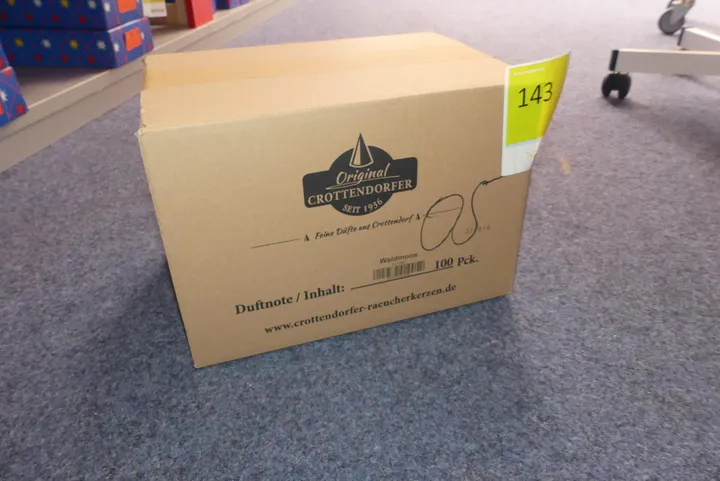 143
Original
CROTTENDORFER
SEIT 1936
Feine Düfte aus Crottendorf
Waldmoos
Duftnote / Inhalt: 100 Pck.
www.crottendorfer-raeucherkerzen.de